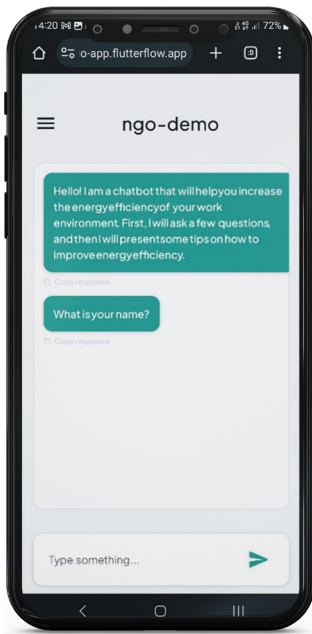 4:20
72%
o-app.flutterflow.app
:D
ngo-demo
Hello! I am a chatbot that will help you increase
the energy efficiency of your work
environment. First, I will ask a few questions,
and then I will present some tips on how to
improve energy efficiency.
Copy response
What is your name?
Copy response
Type something...